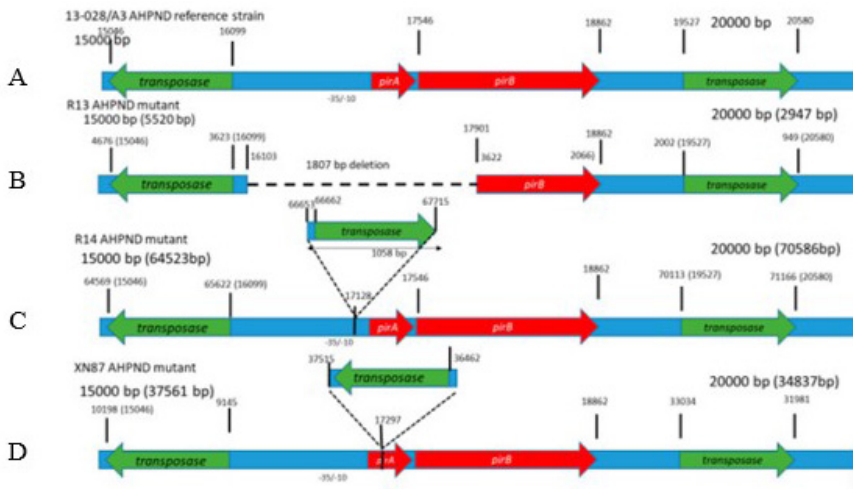 13-028/A3 AHPND reference strain
15046 16099 17546 18862 19527 20580
15000 bp 20000 bp
A transposase pirA pirB transposase
-35/-10
R13 AHPND mutant
15000 bp (5520 bp) 20000 bp (2947 bp)
4676 (15046) 3623 (16099) 17901 18862 2002 (19527) 949 (20580)
16103 1807 bp deletion 3622 2066)
B transposase pirB transposase
66653 66662 67715
transposase
1058 bp
R14 AHPND mutant
15000 bp (64523bp) 20000 bp (70586bp)
64569 (15046) 65622 (16099) 17128 17546 18862 70113 (19527) 71166 (20580)
C transposase pirA pirB transposase
-35/-10
XN87 AHPND mutant
37515 36462
transposase
15000 bp (37561 bp) 20000 bp (34837bp)
10198 (15046) 9145 17297 18862 33034 31981
D transposase pirA pirB transposase
-35/-10